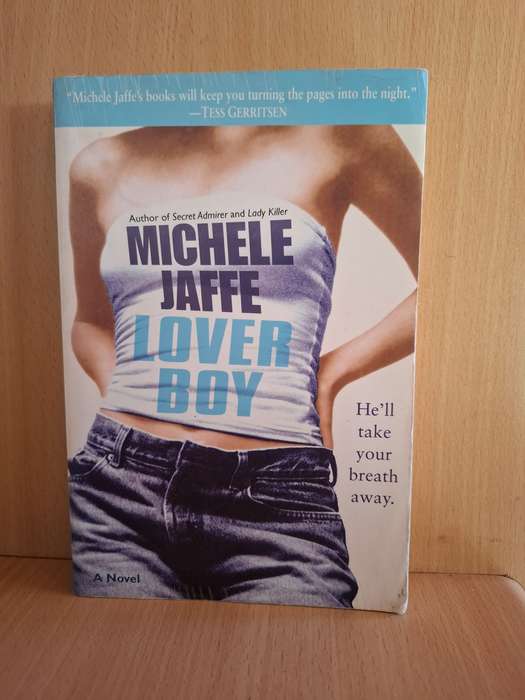 "Michele Jaffe's books will keep you turning the pages into the night."
—TESS GERRITSEN
Author of Secret Admirer and Lady Killer
MICHELE
JAFFE
LOVER
BOY
He'll
take
your
breath
away.
A Novel